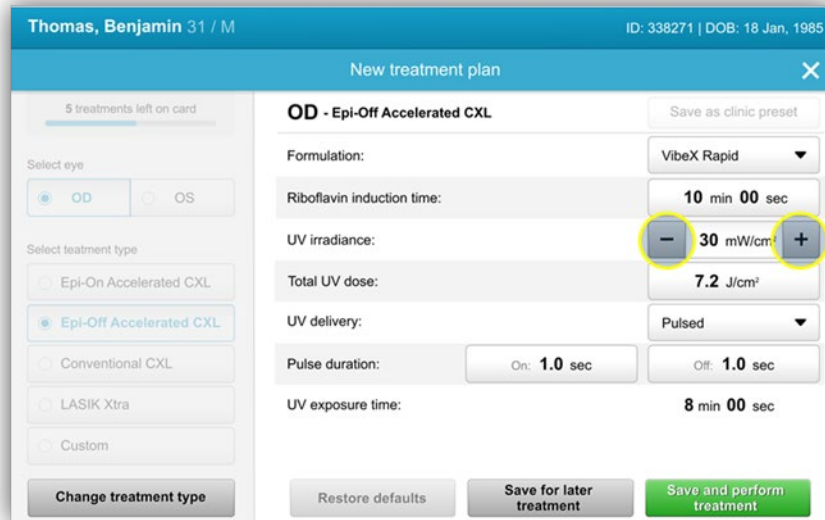 Thomas, Benjamin 31 / M
ID: 338271 | DOB: 18 Jan, 1985
New treatment plan
5 treatments left on card
Select eye
OD
OS
Select teatment type
Epi-On Accelerated CXL
Epi-Off Accelerated CXL
Conventional CXL
LASIK Xtra
Custom
Change treatment type
OD - Epi-Off Accelerated CXL
Save as clinic preset
Formulation: VibeX Rapid
Riboflavin induction time: 10 min 00 sec
UV irradiance: − 30 mW/cm² +
Total UV dose: 7.2 J/cm²
UV delivery: Pulsed
Pulse duration: On: 1.0 sec Off: 1.0 sec
UV exposure time: 8 min 00 sec
Restore defaults
Save for later
treatment
Save and perform
treatment